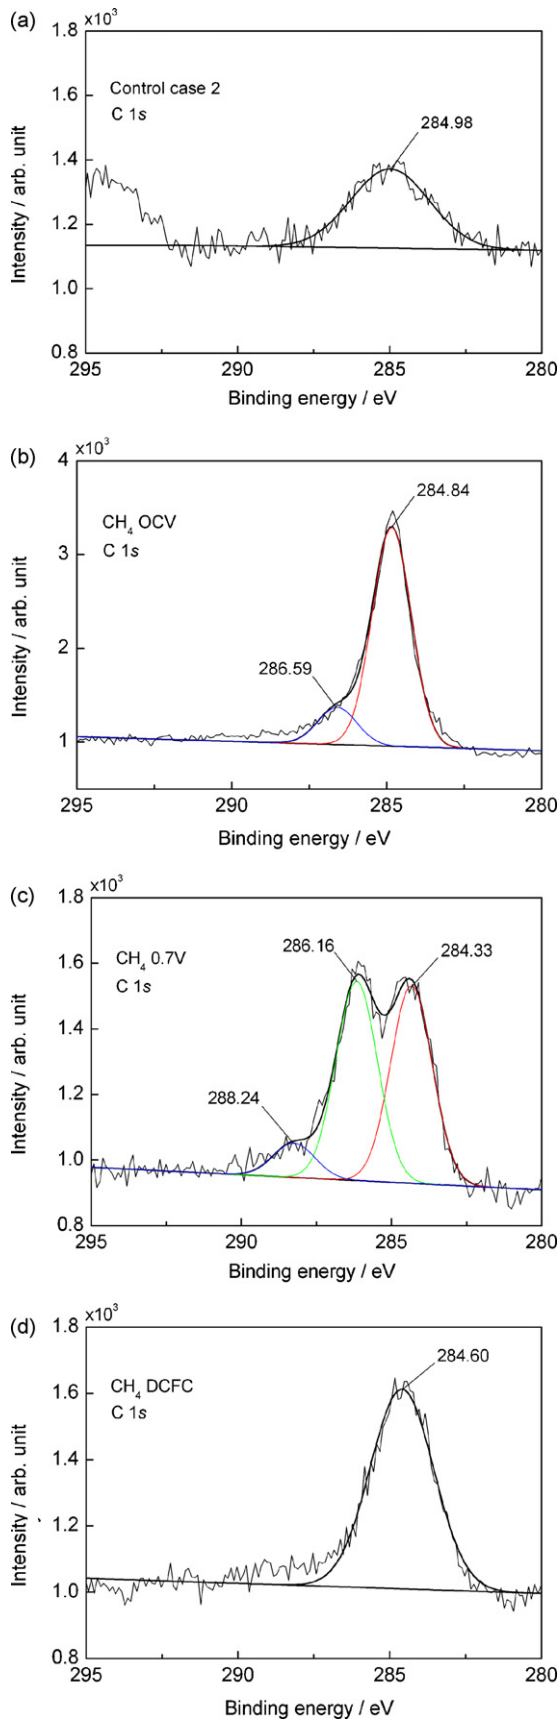 (a)
x10³
1.8
1.6
1.4
1.2
1.0
0.8
Intensity / arb. unit
Control case 2
C 1s
284.98
295
290
285
280
Binding energy / eV
(b)
x10³
4
3
2
1
Intensity / arb. unit
CH₄ OCV
C 1s
284.84
286.59
295
290
285
280
Binding energy / eV
(c)
x10³
1.8
1.6
1.4
1.2
1.0
0.8
Intensity / arb. unit
CH₄ 0.7V
C 1s
286.16
284.33
288.24
295
290
285
280
Binding energy / eV
(d)
x10³
1.8
1.6
1.4
1.2
1.0
0.8
Intensity / arb. unit
CH₄ DCFC
C 1s
284.60
295
290
285
280
Binding energy / eV